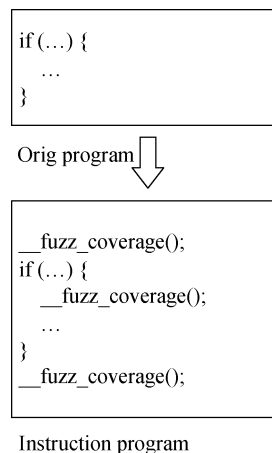 if (…) {
…
}
Orig program
__fuzz_coverage();
if (…) {
__fuzz_coverage();
…
}
__fuzz_coverage();
Instruction program